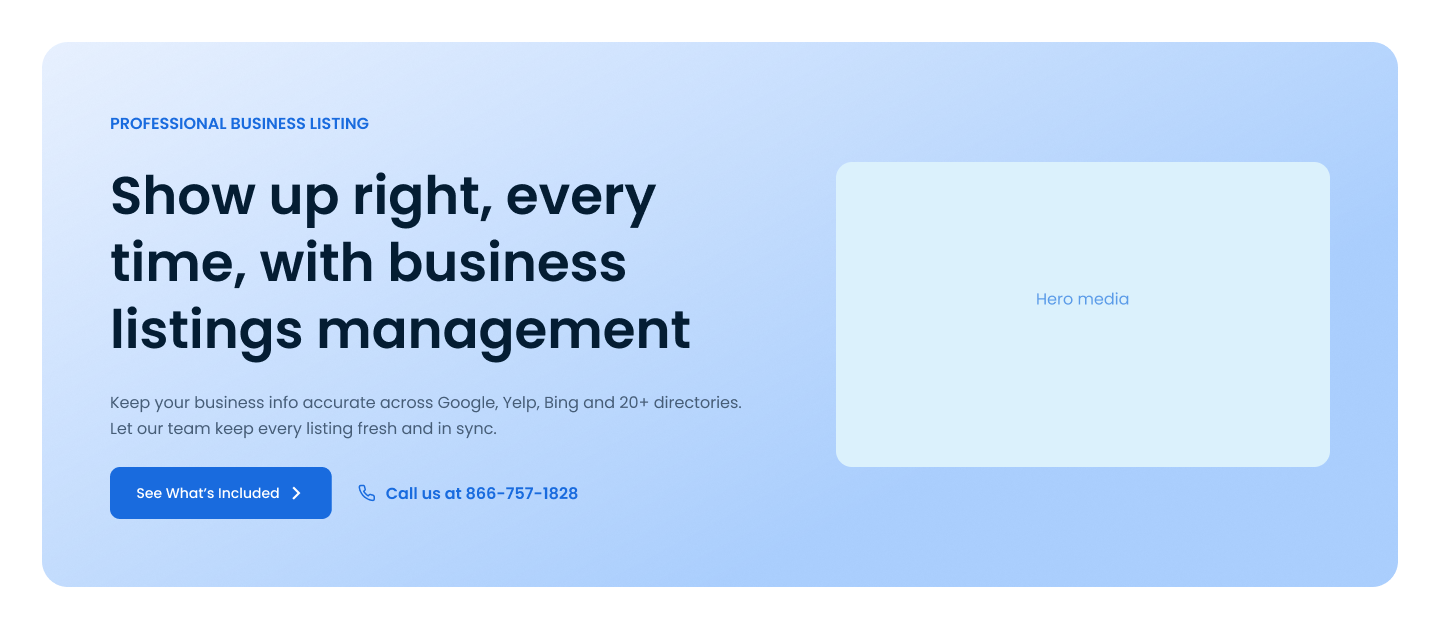 PROFESSIONAL BUSINESS LISTING
Show up right, every
time, with business
listings management
Keep your business info accurate across Google, Yelp, Bing and 20+ directories.
Let our team keep every listing fresh and in sync.
See What’s Included
Call us at 866-757-1828
Hero media